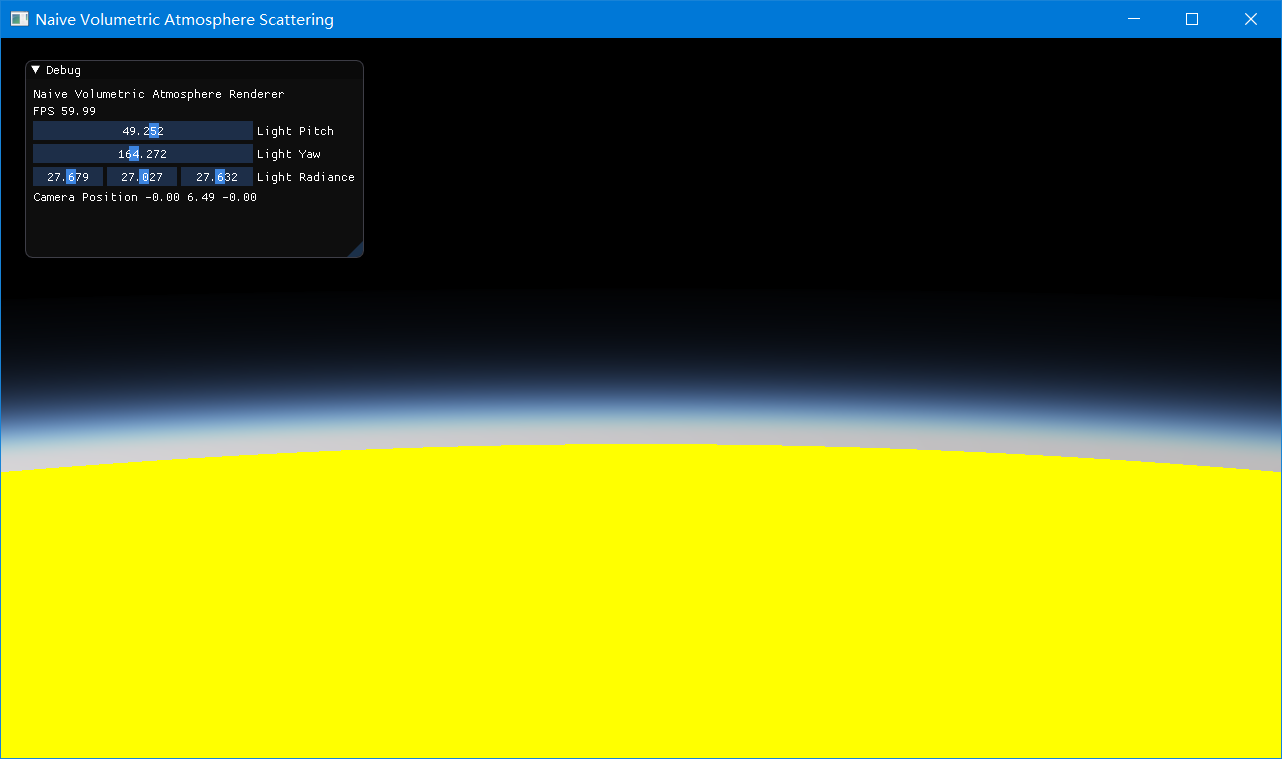 Naive Volumetric Atmosphere Scattering
Debug
Naive Volumetric Atmosphere Renderer
FPS 59.99
49.252 Light Pitch
164.272 Light Yaw
27.679 27.027 27.632 Light Radiance
Camera Position -0.00 6.49 -0.00